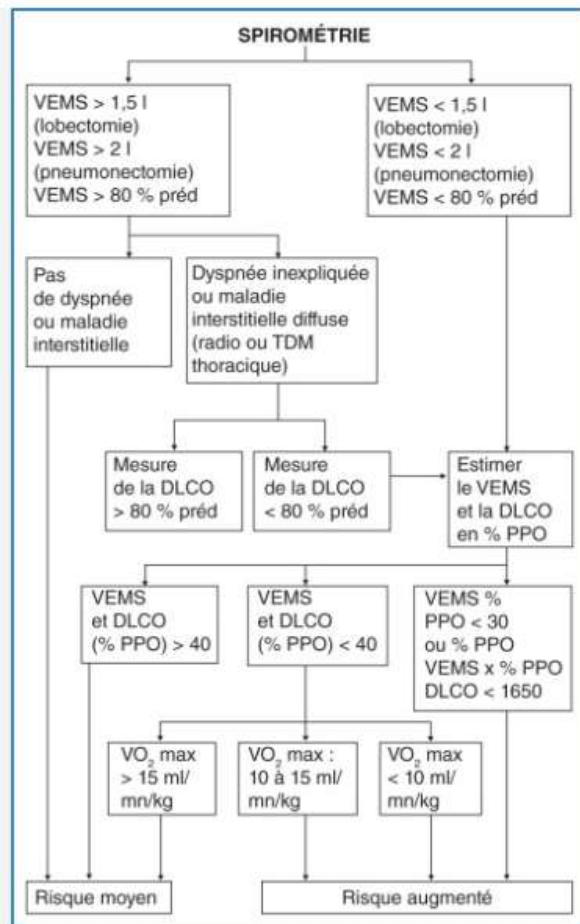 SPIROMÉTRIE
VEMS > 1,5 l
(lobectomie)
VEMS > 2 l
(pneumonectomie)
VEMS > 80 % préd
VEMS < 1,5 l
(lobectomie)
VEMS < 2 l
(pneumonectomie)
VEMS < 80 % préd
Pas
de dyspnée
ou maladie
interstitielle
Dyspnée inexpliquée
ou maladie
interstitielle diffuse
(radio ou TDM
thoracique)
Mesure
de la DLCO
> 80 % préd
Mesure
de la DLCO
< 80 % préd
Estimer
le VEMS
et la DLCO
en % PPO
VEMS
et DLCO
(% PPO) > 40
VEMS
et DLCO
(% PPO) < 40
VEMS %
PPO < 30
ou % PPO
VEMS x % PPO
DLCO < 1650
VO₂ max
> 15 ml/
mn/kg
VO₂ max :
10 à 15 ml/
mn/kg
VO₂ max
< 10 ml/
mn/kg
Risque moyen
Risque augmenté